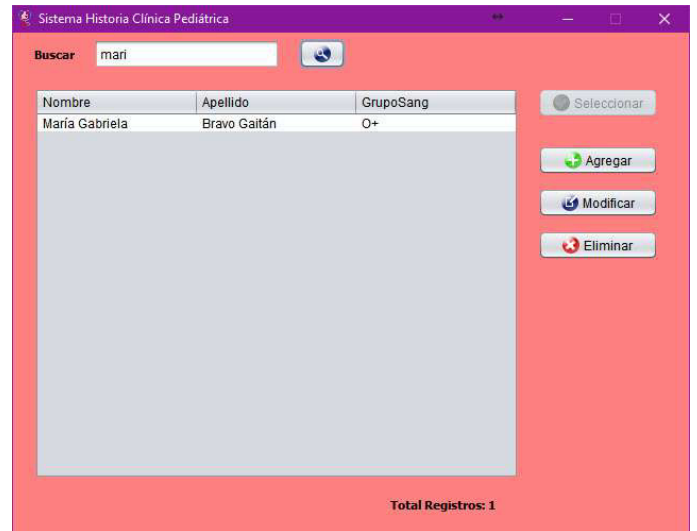 Sistema Historia Clínica Pediátrica
Buscar mari
Nombre Apellido GrupoSang
María Gabriela Bravo Gaitán O+
Seleccionar
Agregar
Modificar
Eliminar
Total Registros: 1